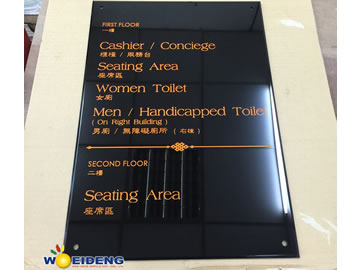 FIRST FLOOR
一樓
Cashier / Conciege
櫃檯 / 服務台
Seating Area
座席區
Women Toilet
女廁
Men / Handicapped Toilet
( On Right Building )
男廁 / 無障礙廁所 ( 右棟 )
SECOND FLOOR
二樓
Seating Area
座席區
WEIDENG